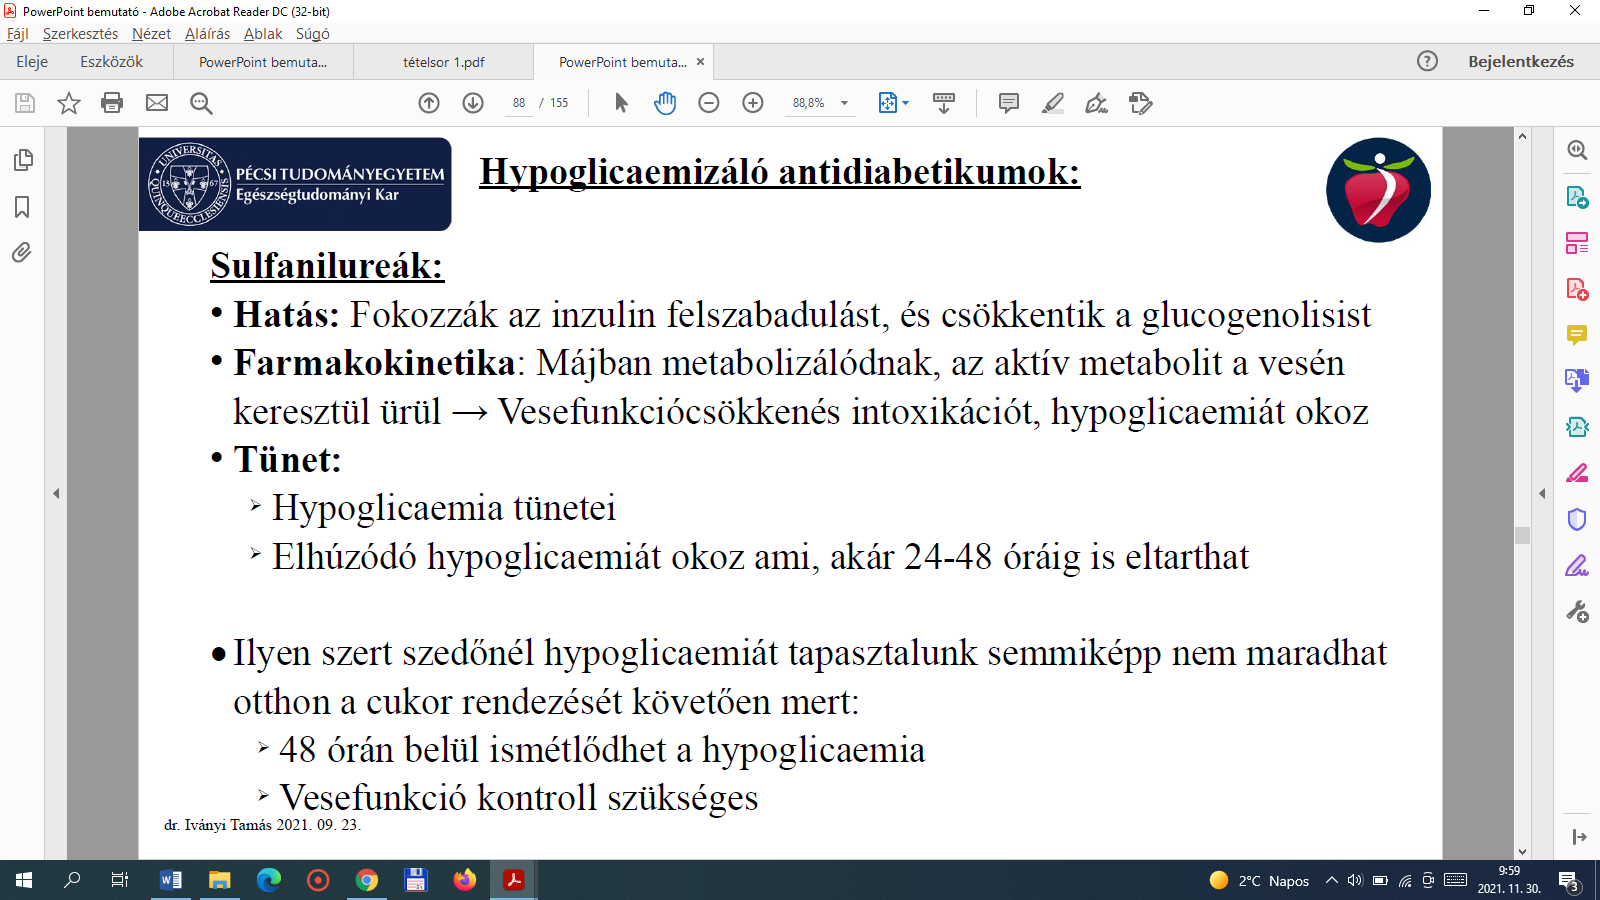 PowerPoint bemutató - Adobe Acrobat Reader DC (32-bit)
Fájl Szerkesztés Nézet Aláírás Ablak Súgó
Eleje Eszközök PowerPoint bemuta... tételsor 1.pdf PowerPoint bemuta... × Bejelentkezés
88 / 155 88,8%
UNIVERSITAS QUINQUEECCLESIENSIS 1367
PÉCSI TUDOMÁNYEGYETEM
Egészségtudományi Kar
Hypoglicaemizáló antidiabetikumok:
Sulfanilureák:
• Hatás: Fokozzák az inzulin felszabadulást, és csökkentik a glucogenolisist
• Farmakokinetika: Májban metabolizálódnak, az aktív metabolit a vesén
keresztül ürül → Vesefunkciócsökkenés intoxikációt, hypoglicaemiát okoz
• Tünet:
➢ Hypoglicaemia tünetei
➢ Elhúzódó hypoglicaemiát okoz ami, akár 24-48 óráig is eltarthat
• Ilyen szert szedőnél hypoglicaemiát tapasztalunk semmiképp nem maradhat
otthon a cukor rendezését követően mert:
➢ 48 órán belül ismétlődhet a hypoglicaemia
➢ Vesefunkció kontroll szükséges
dr. Iványi Tamás 2021. 09. 23.
2°C Napos
9:59
2021. 11. 30.
3